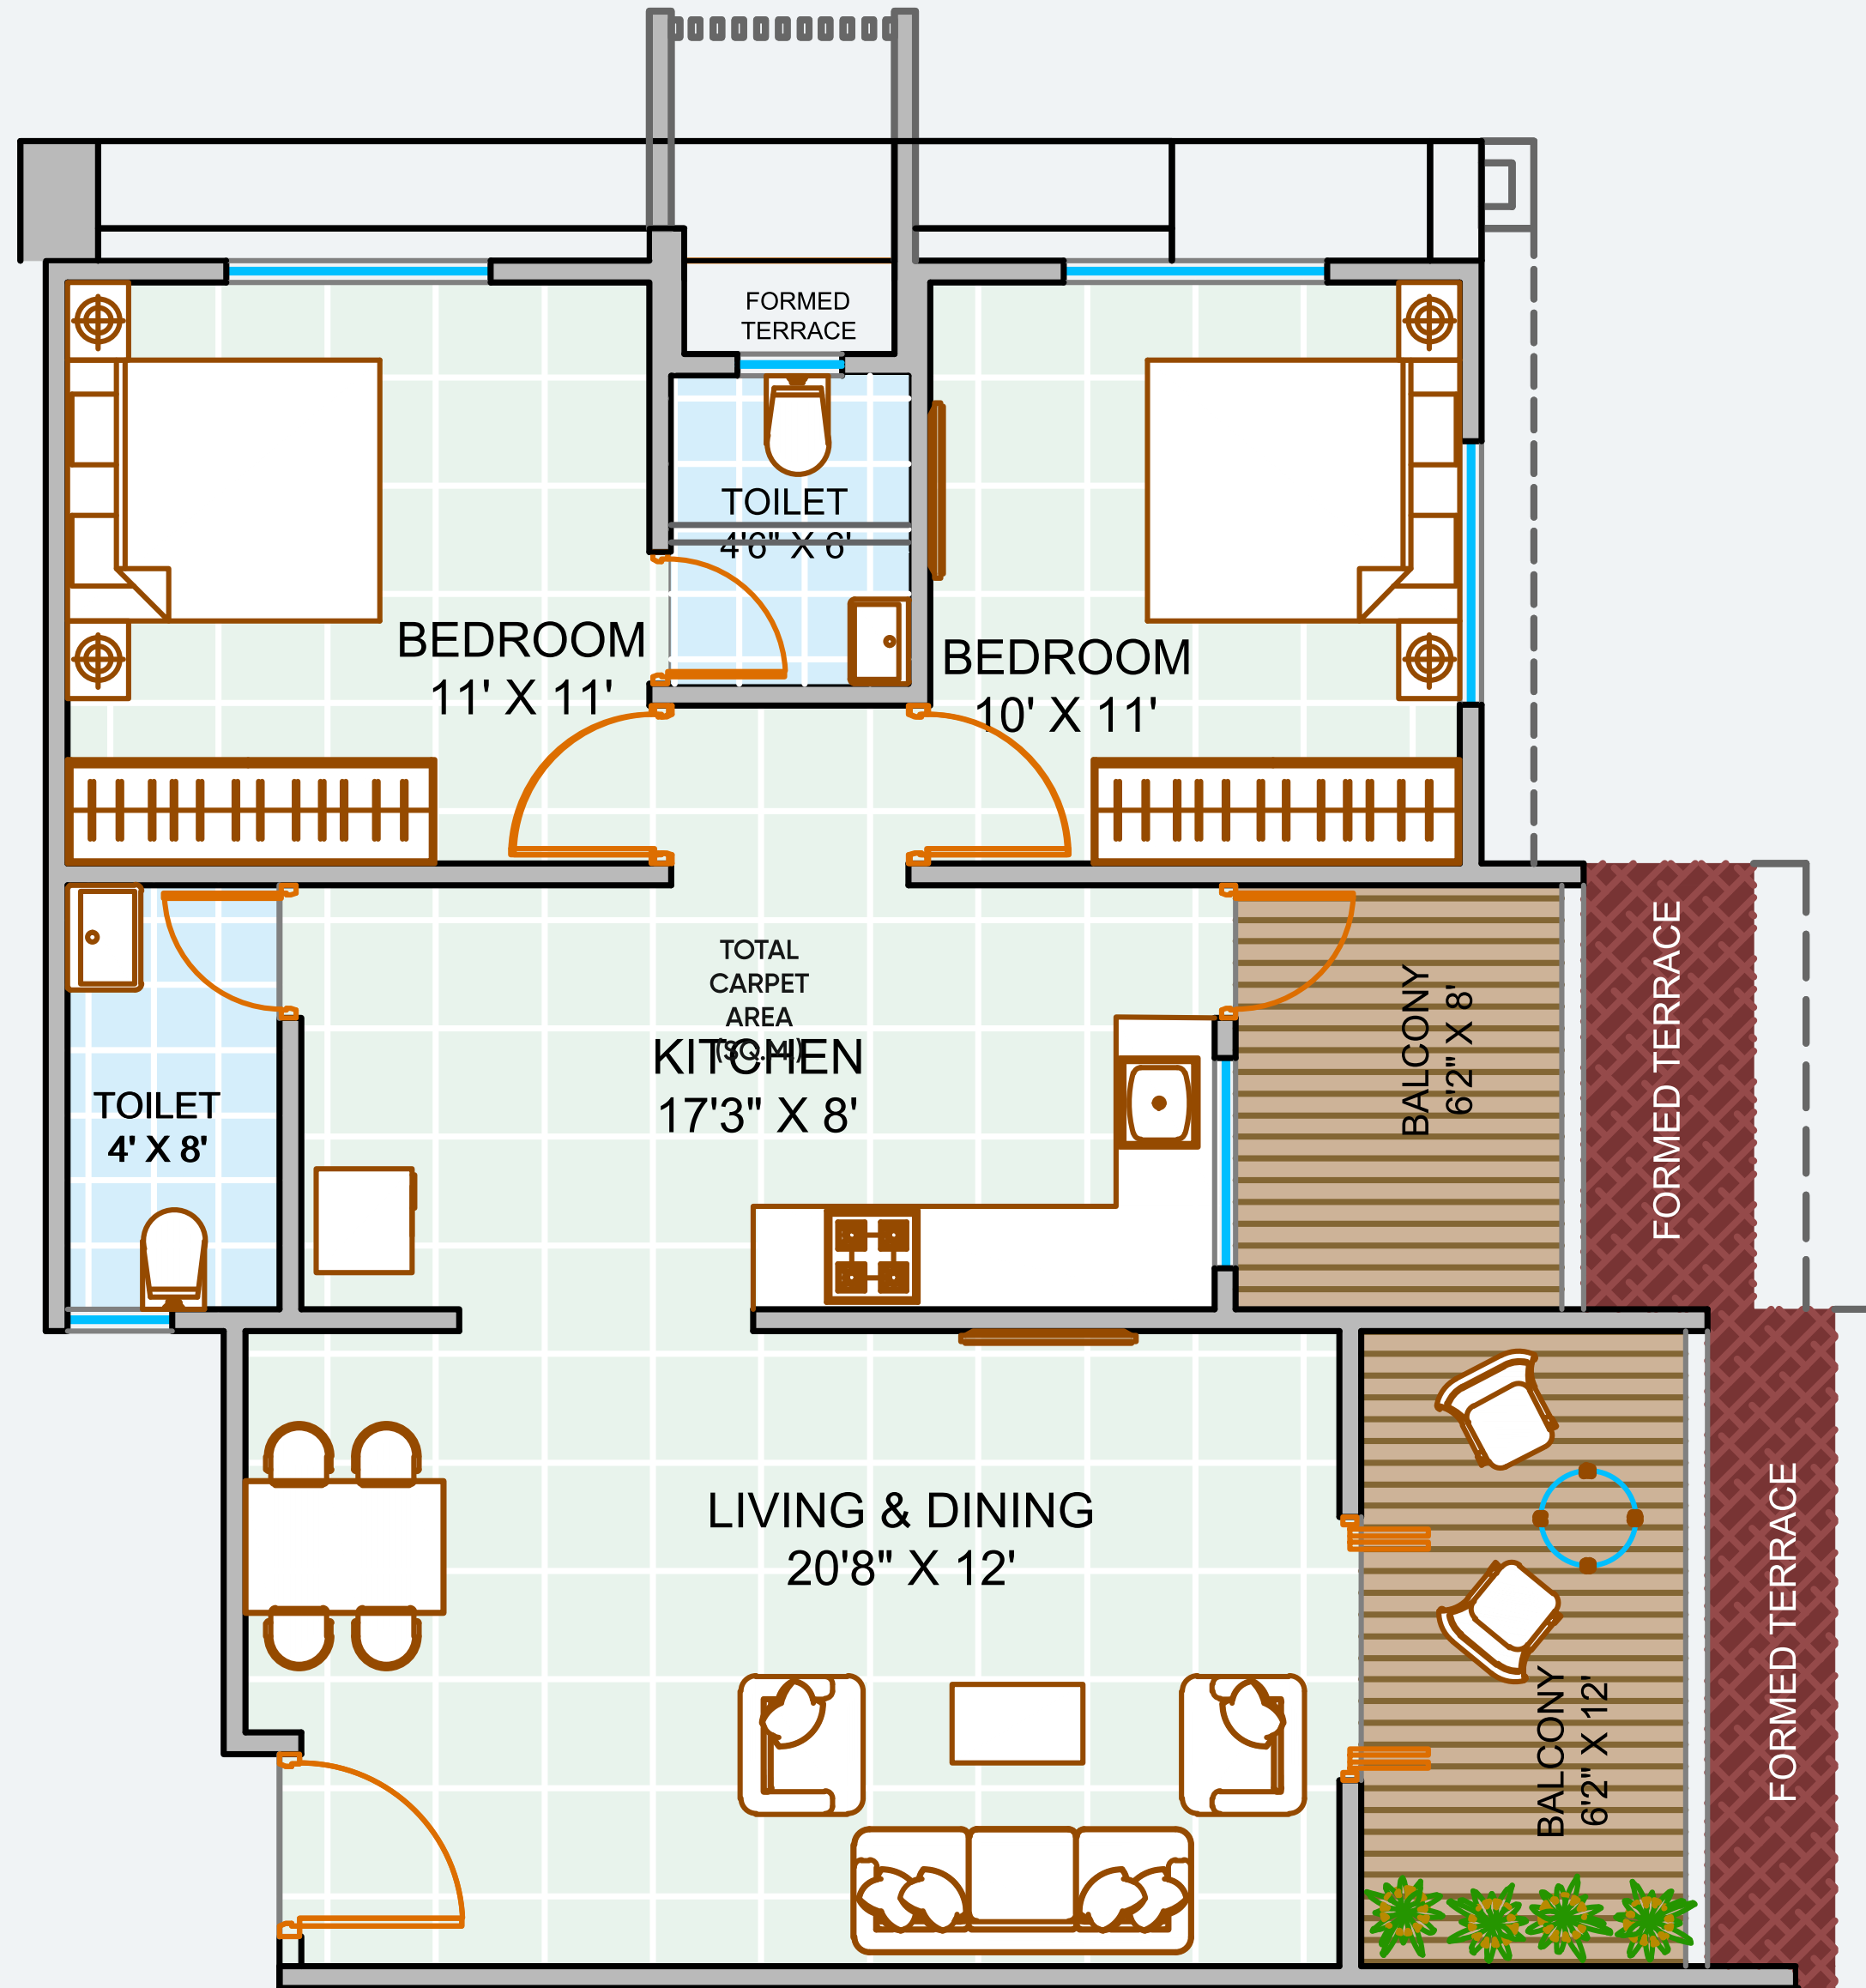 FORMED
TERRACE
TOILET
4'6" X 6'
BEDROOM
11' X 11'
BEDROOM
10' X 11'
TOTAL
CARPET
AREA
(SQ.M.)
KITCHEN
17'3" X 8'
TOILET
4' X 8'
BALCONY
6'2" X 8'
FORMED TERRACE
LIVING & DINING
20'8" X 12'
BALCONY
6'2" X 12'
FORMED TERRACE